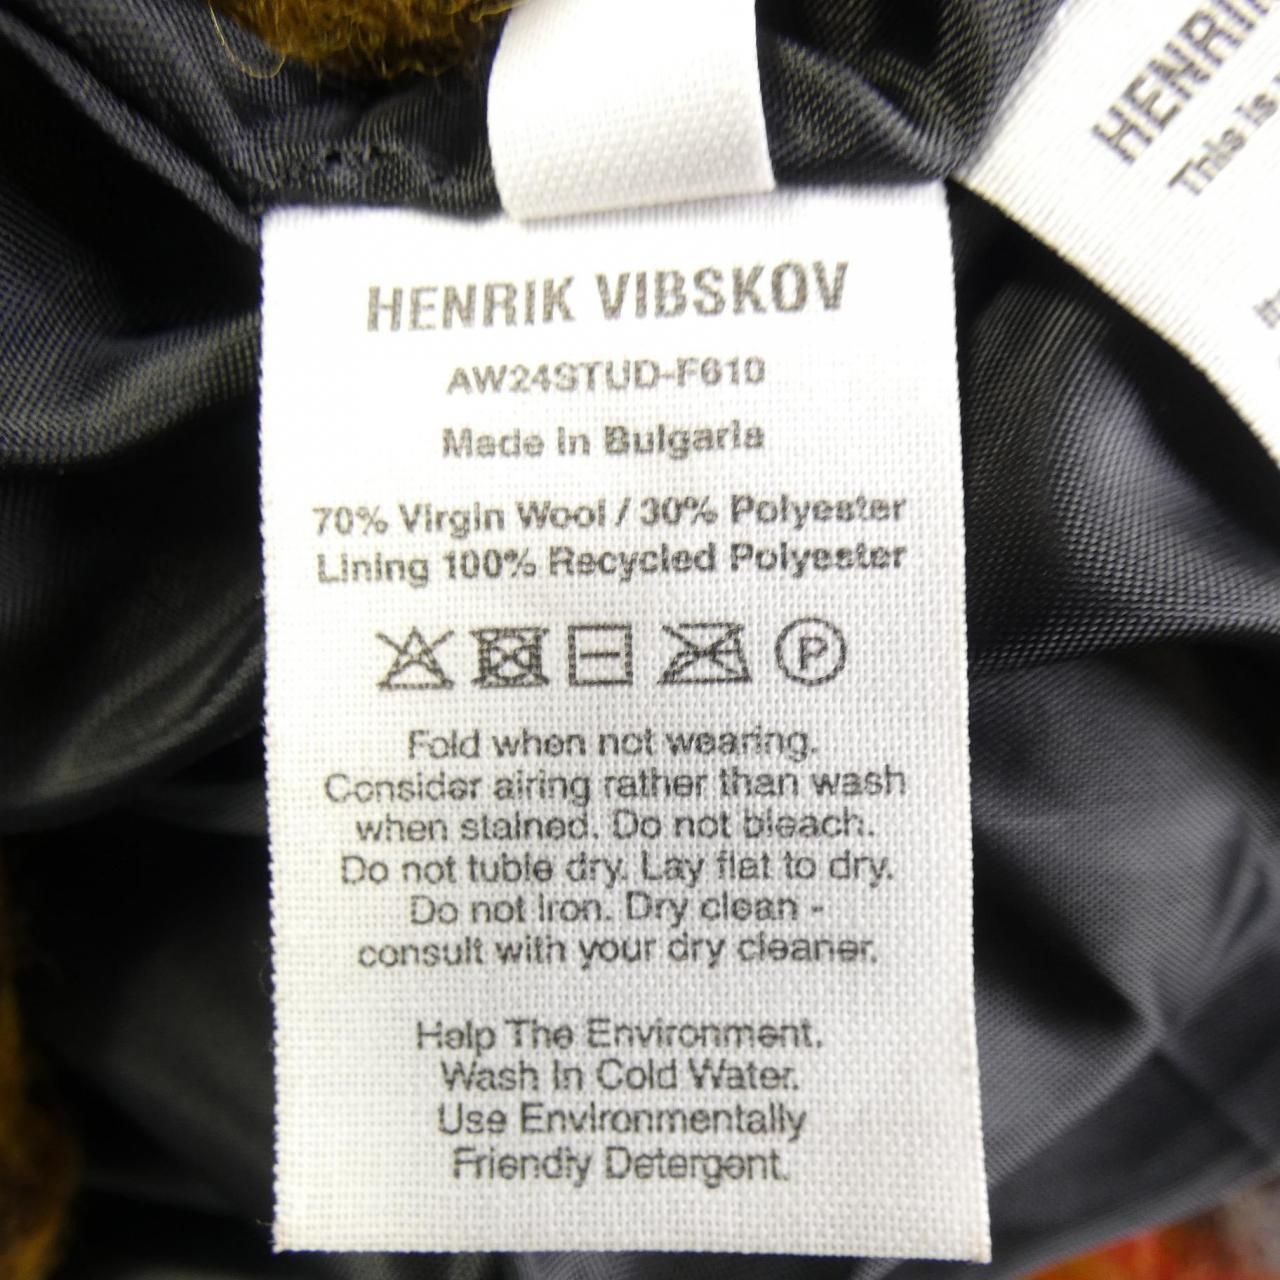 HENRIK VIBSKOV
AW24STUD-F610
Made in Bulgaria
70% Virgin Wool / 30% Polyester
Lining 100% Recycled Polyester
P
Fold when not wearing.
Consider airing rather than wash
when stained. Do not bleach.
Do not tuble dry. Lay flat to dry.
Do not iron. Dry clean -
consult with your dry cleaner.
Help The Environment.
Wash In Cold Water.
Use Environmentally
Friendly Detergent.
HENRIK
This is